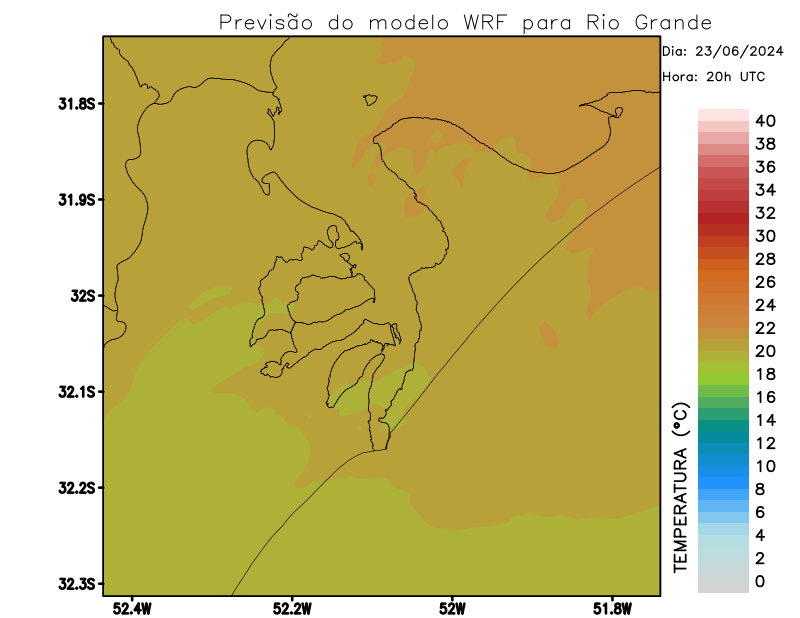 Previsão do modelo WRF para Rio Grande
Dia: 23/06/2024
Hora: 20h UTC
31.8S
31.9S
32S
32.1S
32.2S
32.3S
52.4W
52.2W
52W
51.8W
TEMPERATURA (°C)
40
38
36
34
32
30
28
26
24
22
20
18
16
14
12
10
8
6
4
2
0